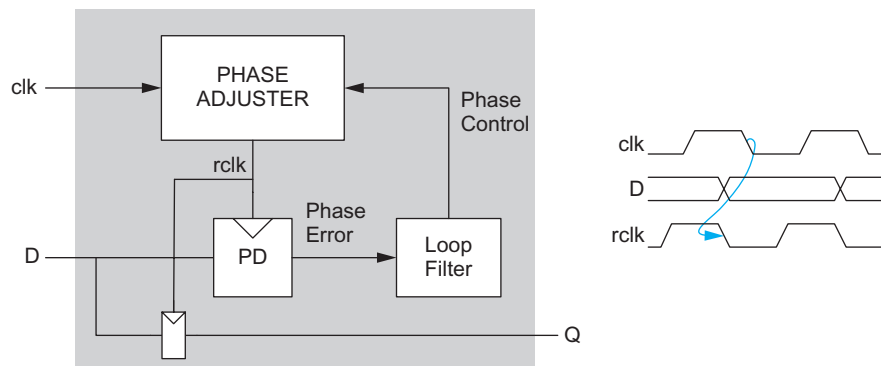 PHASE
ADJUSTER
clk
Phase
Control
rclk
Phase
Error
D
PD
Loop
Filter
Q
clk
D
rclk